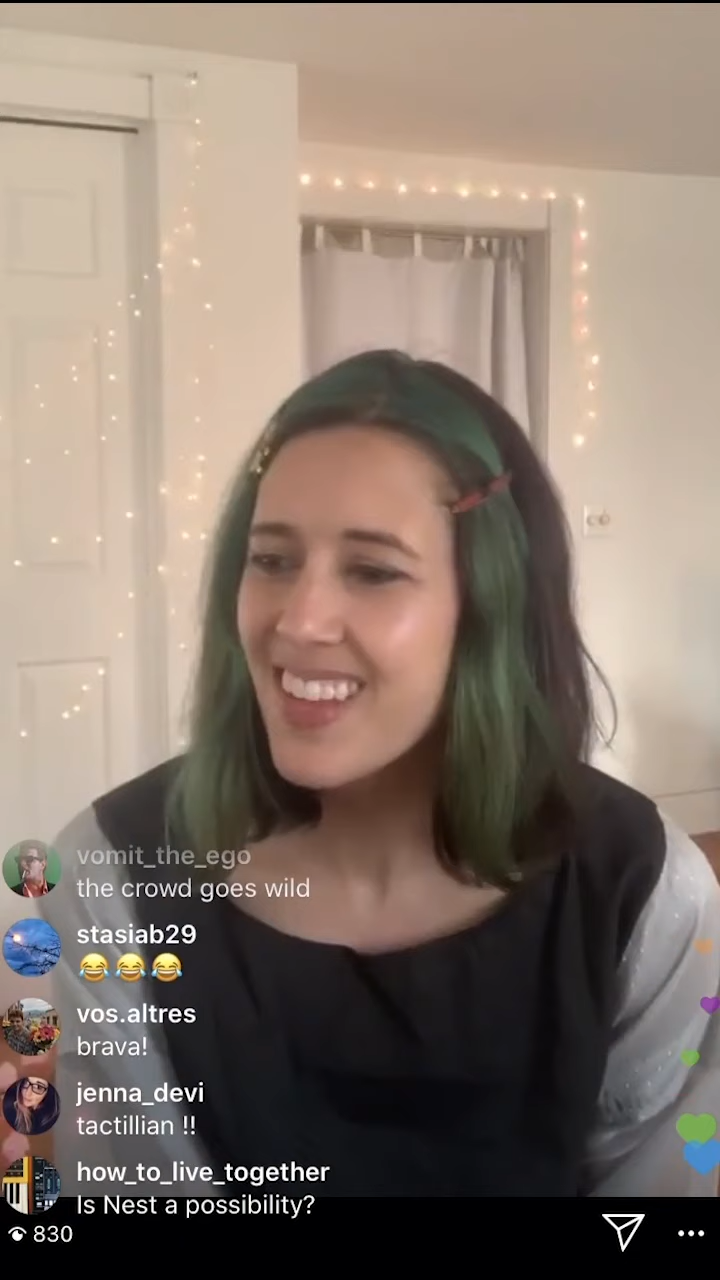 vomit_the_ego
the crowd goes wild
stasiab29
😂😂😂
vos.altres
brava!
jenna_devi
tactillian !!
how_to_live_together
Is Nest a possibility?
830